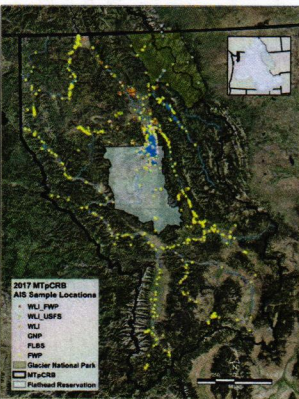 2017 MTpCRB
AIS Sample Locations
WLI_FWP
WLI_USFS
WLI
GNP
FLBS
FWP
Glacier National Park
MTpCRB
Flathead Reservation